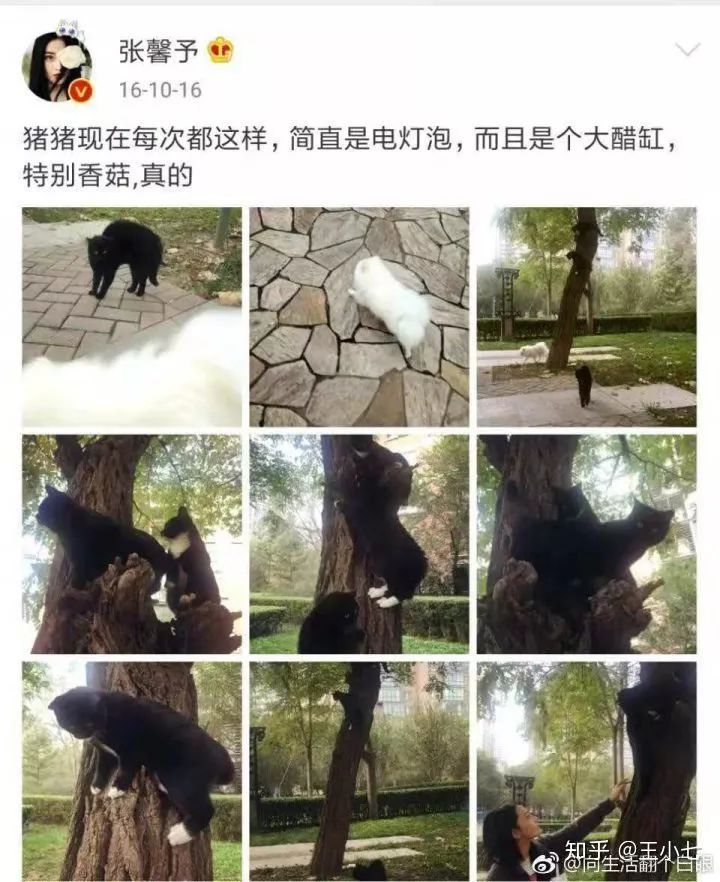 张馨予
16-10-16
猪猪现在每次都这样，简直是电灯泡，而且是个大醋缸，
特别香菇,真的
知乎 @王小七
@向生活翻个白眼